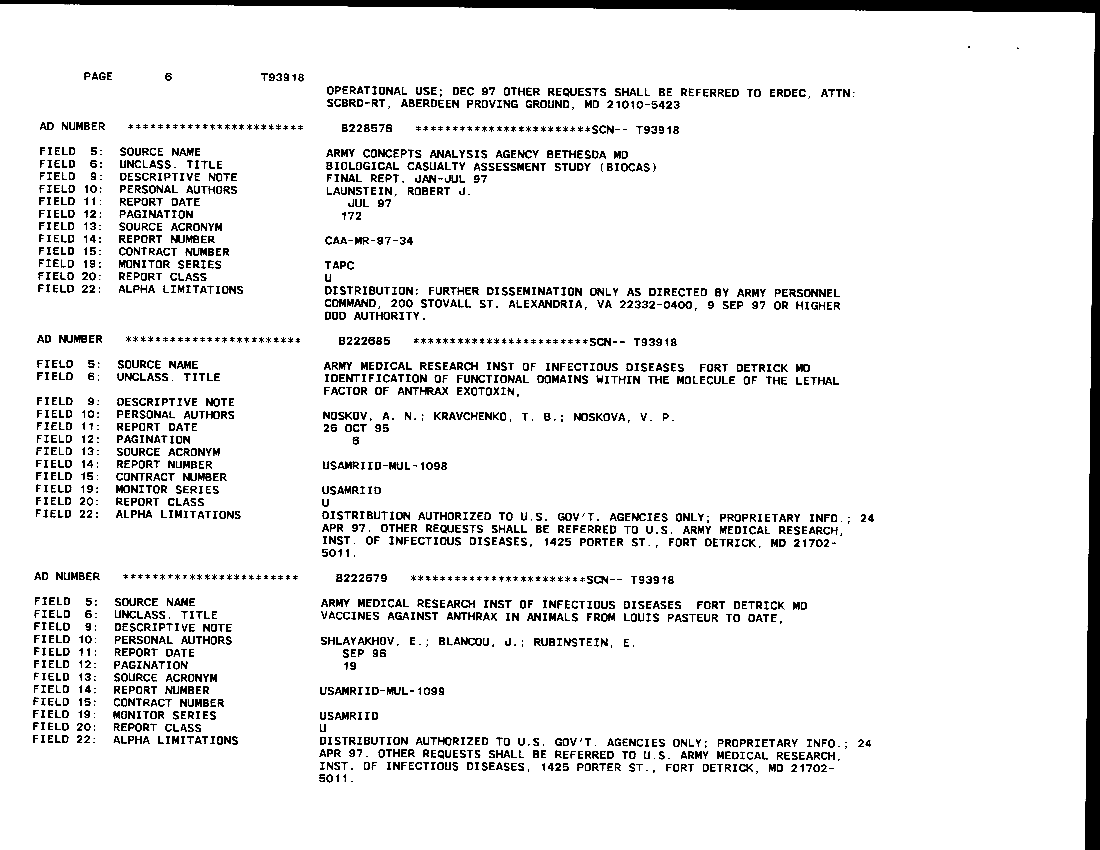 PAGE 6 T93918
OPERATIONAL USE; DEC 97 OTHER REQUESTS SHALL BE REFERRED TO ERDEC, ATTN:
SCBRD-RT, ABERDEEN PROVING GROUND, MD 21010-5423
AD NUMBER ************************ B228576 ************************SCN-- T93918
FIELD 5: SOURCE NAME ARMY CONCEPTS ANALYSIS AGENCY BETHESDA MD
FIELD 6: UNCLASS. TITLE BIOLOGICAL CASUALTY ASSESSMENT STUDY (BIOCAS)
FIELD 9: DESCRIPTIVE NOTE FINAL REPT. JAN-JUL 97
FIELD 10: PERSONAL AUTHORS LAUNSTEIN, ROBERT J.
FIELD 11: REPORT DATE JUL 97
FIELD 12: PAGINATION 172
FIELD 13: SOURCE ACRONYM
FIELD 14: REPORT NUMBER CAA-MR-97-34
FIELD 15: CONTRACT NUMBER
FIELD 19: MONITOR SERIES TAPC
FIELD 20: REPORT CLASS U
FIELD 22: ALPHA LIMITATIONS DISTRIBUTION: FURTHER DISSEMINATION ONLY AS DIRECTED BY ARMY PERSONNEL
COMMAND, 200 STOVALL ST. ALEXANDRIA, VA 22332-0400, 9 SEP 97 OR HIGHER
DOD AUTHORITY.
AD NUMBER ************************ B222685 ************************SCN-- T93918
FIELD 5: SOURCE NAME ARMY MEDICAL RESEARCH INST OF INFECTIOUS DISEASES FORT DETRICK MD
FIELD 6: UNCLASS. TITLE IDENTIFICATION OF FUNCTIONAL DOMAINS WITHIN THE MOLECULE OF THE LETHAL
FACTOR OF ANTHRAX EXOTOXIN,
FIELD 9: DESCRIPTIVE NOTE
FIELD 10: PERSONAL AUTHORS NOSKOV, A. N.; KRAVCHENKO, T. B.; NOSKOVA, V. P.
FIELD 11: REPORT DATE 26 OCT 95
FIELD 12: PAGINATION 6
FIELD 13: SOURCE ACRONYM
FIELD 14: REPORT NUMBER USAMRIID-MUL-1098
FIELD 15: CONTRACT NUMBER
FIELD 19: MONITOR SERIES USAMRIID
FIELD 20: REPORT CLASS U
FIELD 22: ALPHA LIMITATIONS DISTRIBUTION AUTHORIZED TO U.S. GOV'T. AGENCIES ONLY; PROPRIETARY INFO.; 24
APR 97. OTHER REQUESTS SHALL BE REFERRED TO U.S. ARMY MEDICAL RESEARCH,
INST. OF INFECTIOUS DISEASES, 1425 PORTER ST., FORT DETRICK, MD 21702-
5011.
AD NUMBER ************************ B222679 ************************SCN-- T93918
FIELD 5: SOURCE NAME ARMY MEDICAL RESEARCH INST OF INFECTIOUS DISEASES FORT DETRICK MD
FIELD 6: UNCLASS. TITLE VACCINES AGAINST ANTHRAX IN ANIMALS FROM LOUIS PASTEUR TO DATE,
FIELD 9: DESCRIPTIVE NOTE
FIELD 10: PERSONAL AUTHORS SHLAYAKHOV, E.; BLANCOU, J.; RUBINSTEIN, E.
FIELD 11: REPORT DATE SEP 96
FIELD 12: PAGINATION 19
FIELD 13: SOURCE ACRONYM
FIELD 14: REPORT NUMBER USAMRIID-MUL-1099
FIELD 15: CONTRACT NUMBER
FIELD 19: MONITOR SERIES USAMRIID
FIELD 20: REPORT CLASS U
FIELD 22: ALPHA LIMITATIONS DISTRIBUTION AUTHORIZED TO U.S. GOV'T. AGENCIES ONLY; PROPRIETARY INFO.; 24
APR 97. OTHER REQUESTS SHALL BE REFERRED TO U.S. ARMY MEDICAL RESEARCH,
INST. OF INFECTIOUS DISEASES, 1425 PORTER ST., FORT DETRICK, MD 21702-
5011.